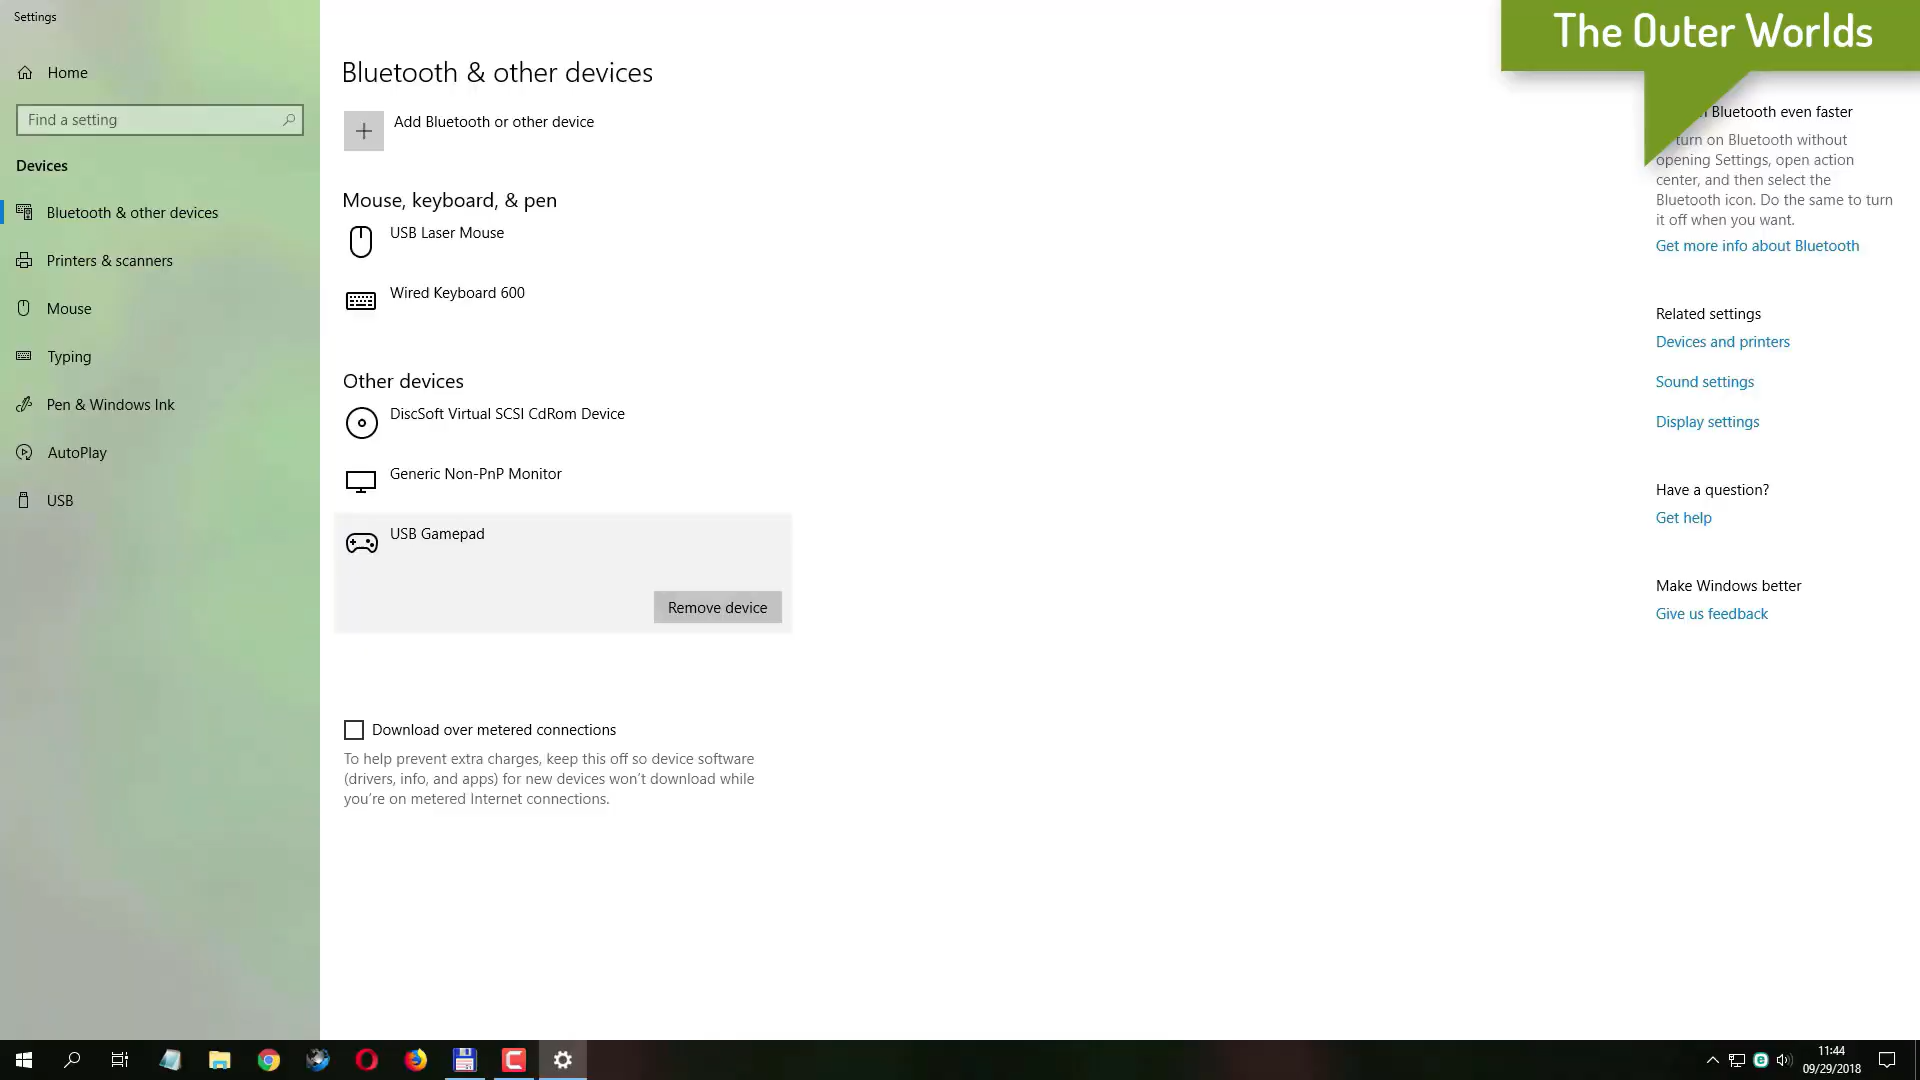 Settings
The Outer Worlds
Home
Find a setting
Devices
Bluetooth & other devices
Printers & scanners
Mouse
Typing
Pen & Windows Ink
AutoPlay
USB
Bluetooth & other devices
Add Bluetooth or other device
Mouse, keyboard, & pen
USB Laser Mouse
Wired Keyboard 600
Other devices
DiscSoft Virtual SCSI CdRom Device
Generic Non-PnP Monitor
USB Gamepad
Remove device
Download over metered connections
To help prevent extra charges, keep this off so device software
(drivers, info, and apps) for new devices won't download while
you're on metered Internet connections.
Bluetooth even faster
turn on Bluetooth without
opening Settings, open action
center, and then select the
Bluetooth icon. Do the same to turn
it off when you want.
Get more info about Bluetooth
Related settings
Devices and printers
Sound settings
Display settings
Have a question?
Get help
Make Windows better
Give us feedback
11:44
09/29/2018